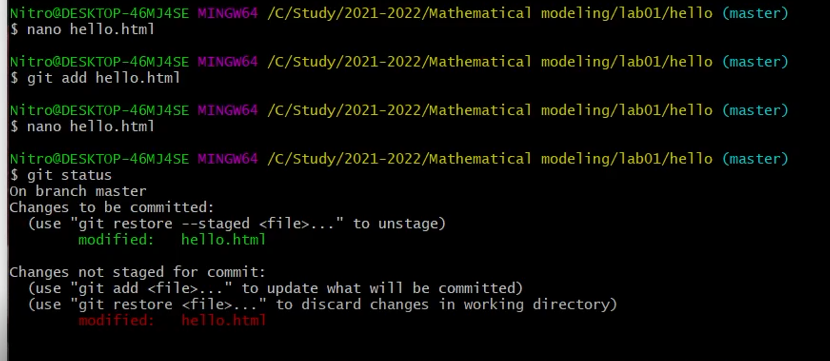 Nitro@DESKTOP-46MJ4SE MINGW64 /C/Study/2021-2022/Mathematical modeling/lab01/hello (master)
$ nano hello.html
Nitro@DESKTOP-46MJ4SE MINGW64 /C/Study/2021-2022/Mathematical modeling/lab01/hello (master)
$ git add hello.html
Nitro@DESKTOP-46MJ4SE MINGW64 /C/Study/2021-2022/Mathematical modeling/lab01/hello (master)
$ nano hello.html
Nitro@DESKTOP-46MJ4SE MINGW64 /C/Study/2021-2022/Mathematical modeling/lab01/hello (master)
$ git status
On branch master
Changes to be committed:
  (use "git restore --staged <file>..." to unstage)
        modified:   hello.html
Changes not staged for commit:
  (use "git add <file>..." to update what will be committed)
  (use "git restore <file>..." to discard changes in working directory)
        modified:   hello.html